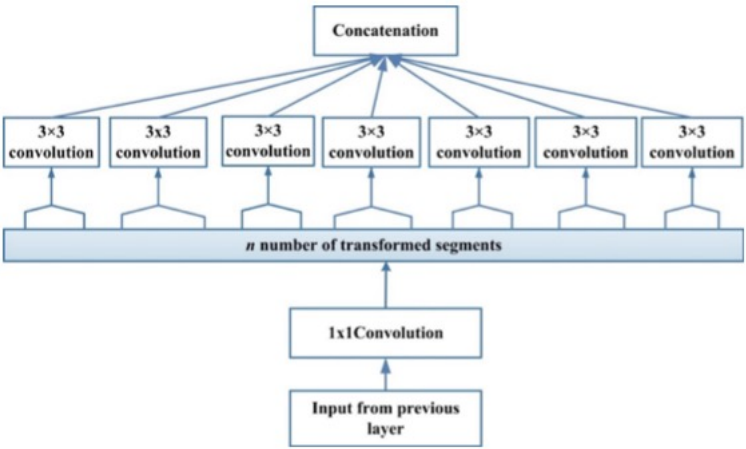 Concatenation
3×3
convolution
3x3
convolution
3×3
convolution
3×3
convolution
3×3
convolution
3×3
convolution
3×3
convolution
n number of transformed segments
1x1Convolution
Input from previous
layer